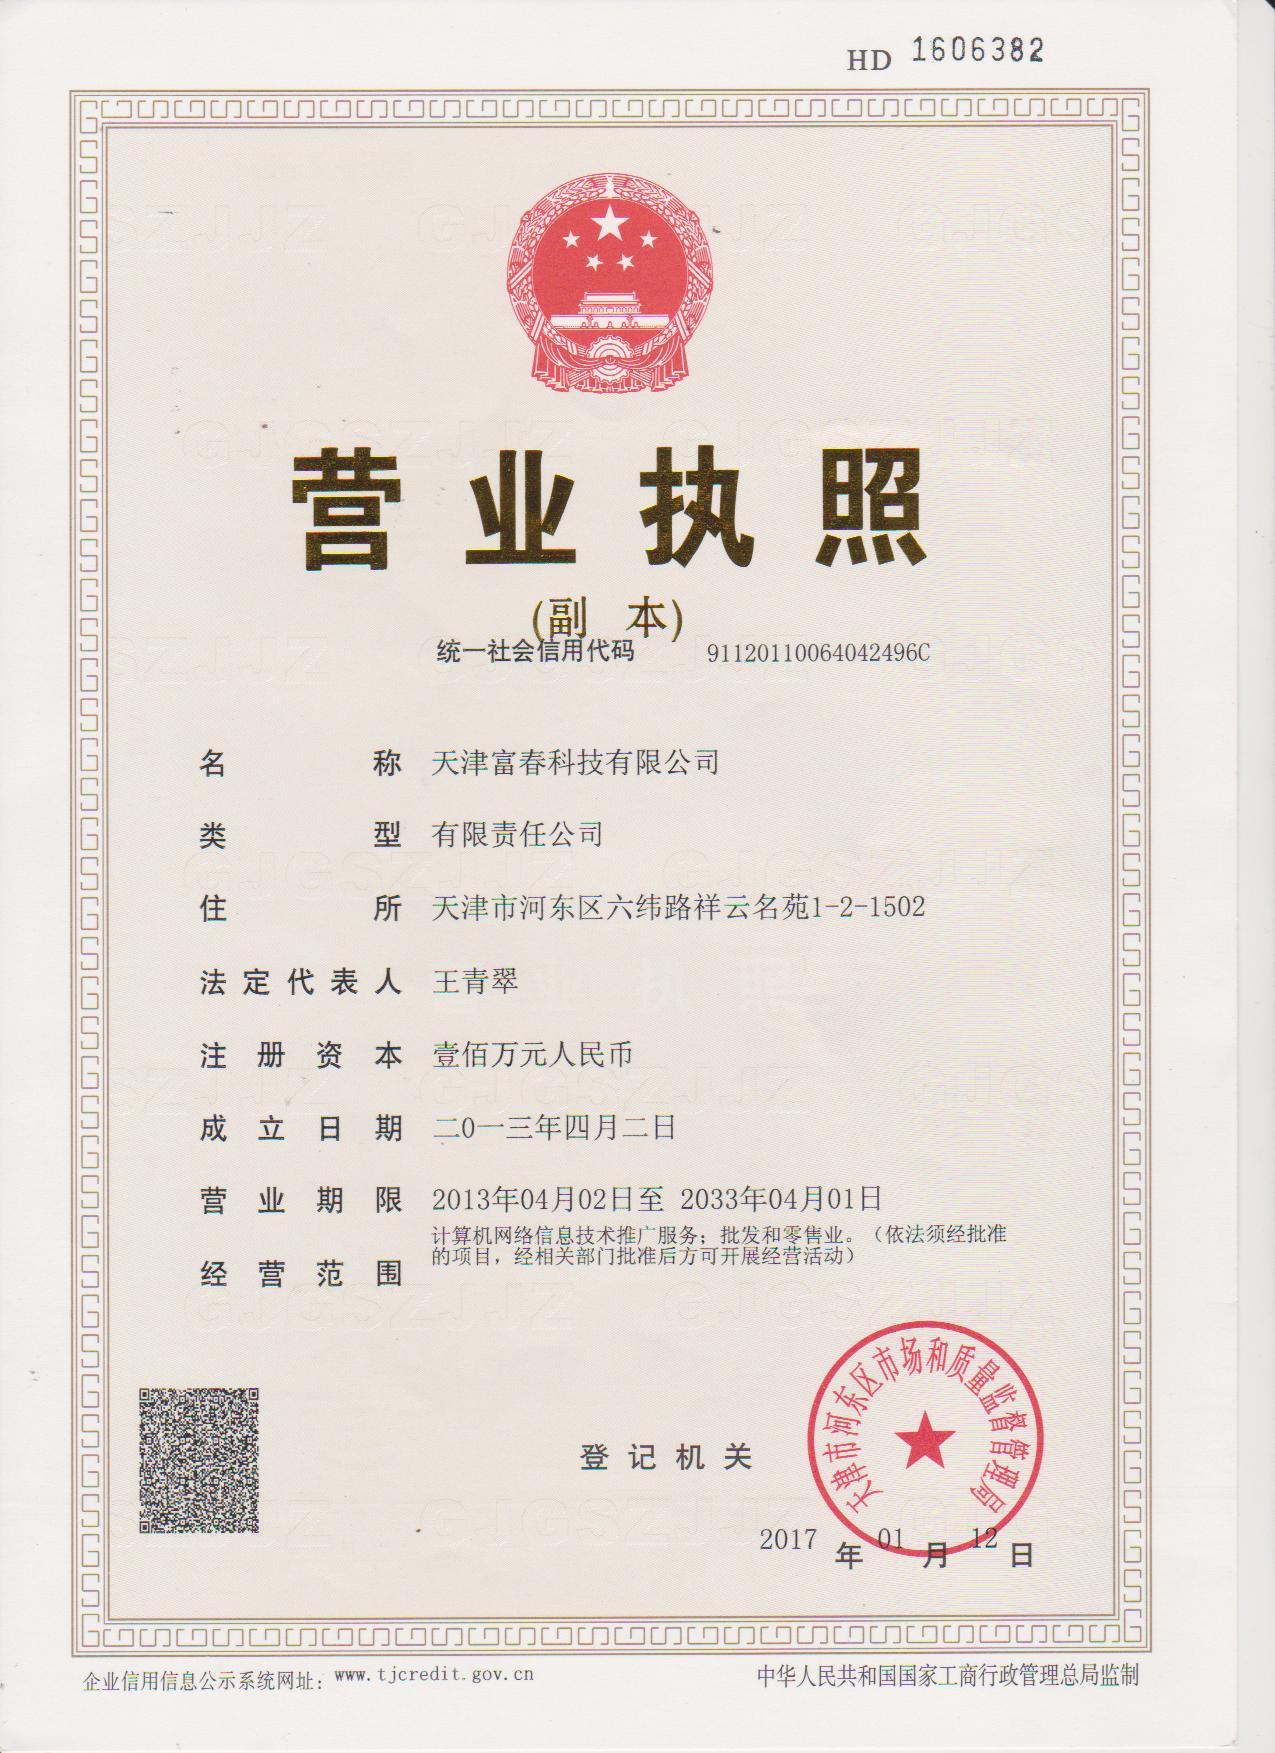 HD 1606382
营业执照
(副 本)
统一社会信用代码 91120110064042496C
名称 天津富春科技有限公司
类型 有限责任公司
住所 天津市河东区六纬路祥云名苑1-2-1502
法定代表人 王青翠
注册资本 壹佰万元人民币
成立日期 二0一三年四月二日
营业期限 2013年04月02日至 2033年04月01日
经营范围 计算机网络信息技术推广服务；批发和零售业。（依法须经批准
的项目，经相关部门批准后方可开展经营活动）
天津市河东区市场和质量监督管理局
登记机关
2017 年 01 月 12 日
企业信用信息公示系统网址： www.tjcredit.gov.cn
中华人民共和国国家工商行政管理总局监制